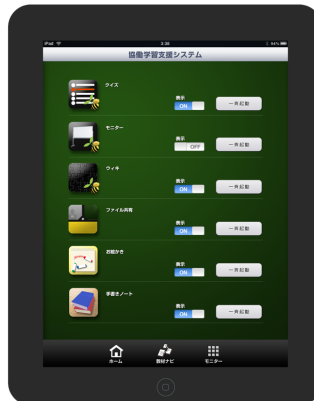 iPad
3:36
94%
協働学習支援システム
クイズ
表示
ON
一斉起動
モニター
表示
OFF
一斉起動
ウィキ
表示
ON
一斉起動
ファイル共有
表示
ON
一斉起動
お絵かき
表示
ON
一斉起動
手書きノート
表示
ON
一斉起動
ホーム
教材ナビ
モニター